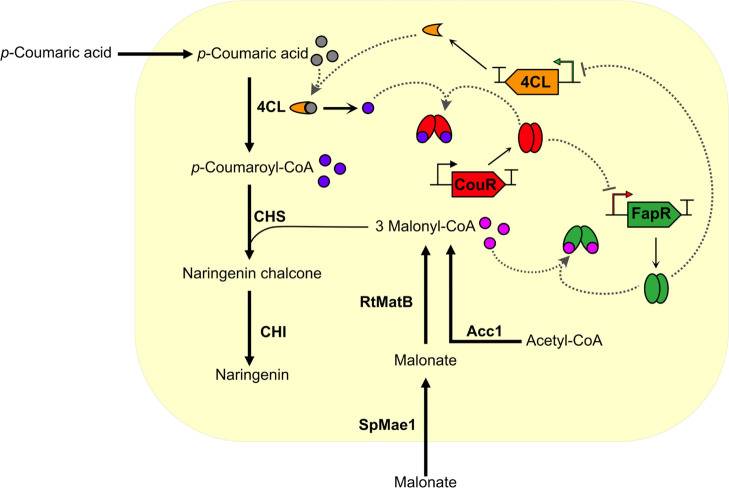 p-Coumaric acid
p-Coumaric acid
4CL
4CL
p-Coumaroyl-CoA
CouR
FapR
CHS
3 Malonyl-CoA
Naringenin chalcone
RtMatB
CHI
Acc1
Acetyl-CoA
Malonate
Naringenin
SpMae1
Malonate